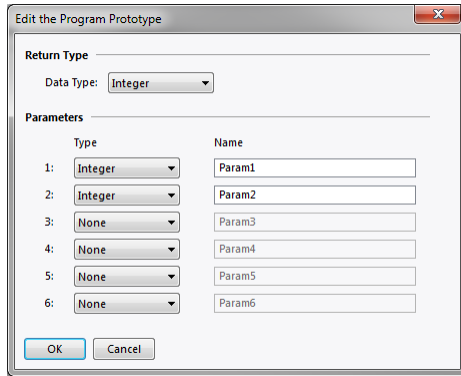 Edit the Program Prototype
Return Type
Data Type: Integer
Parameters
Type Name
1: Integer Param1
2: Integer Param2
3: None Param3
4: None Param4
5: None Param5
6: None Param6
OK Cancel